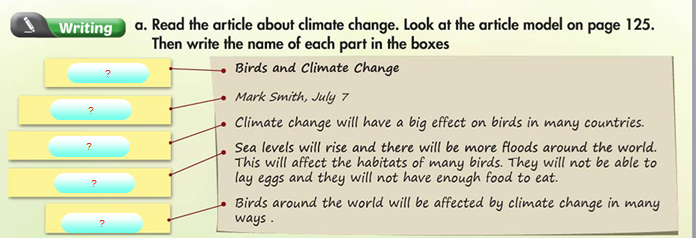 Writing
a. Read the article about climate change. Look at the article model on page 125.
Then write the name of each part in the boxes
?
Birds and Climate Change
?
Mark Smith, July 7
?
Climate change will have a big effect on birds in many countries.
?
Sea levels will rise and there will be more floods around the world.
This will affect the habitats of many birds. They will not be able to
lay eggs and they will not have enough food to eat.
?
Birds around the world will be affected by climate change in many
ways .